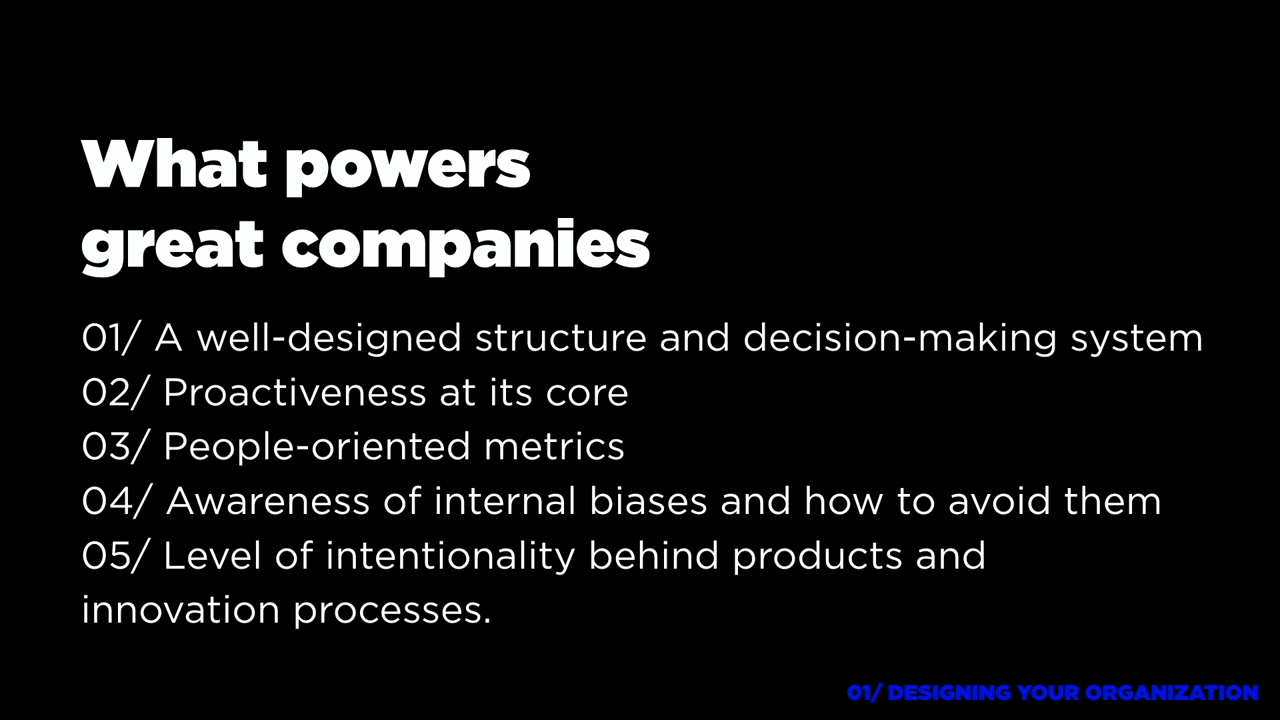 What powers
great companies
01/ A well-designed structure and decision-making system
02/ Proactiveness at its core
03/ People-oriented metrics
04/ Awareness of internal biases and how to avoid them
05/ Level of intentionality behind products and
innovation processes.
01/ DESIGNING YOUR ORGANIZATION